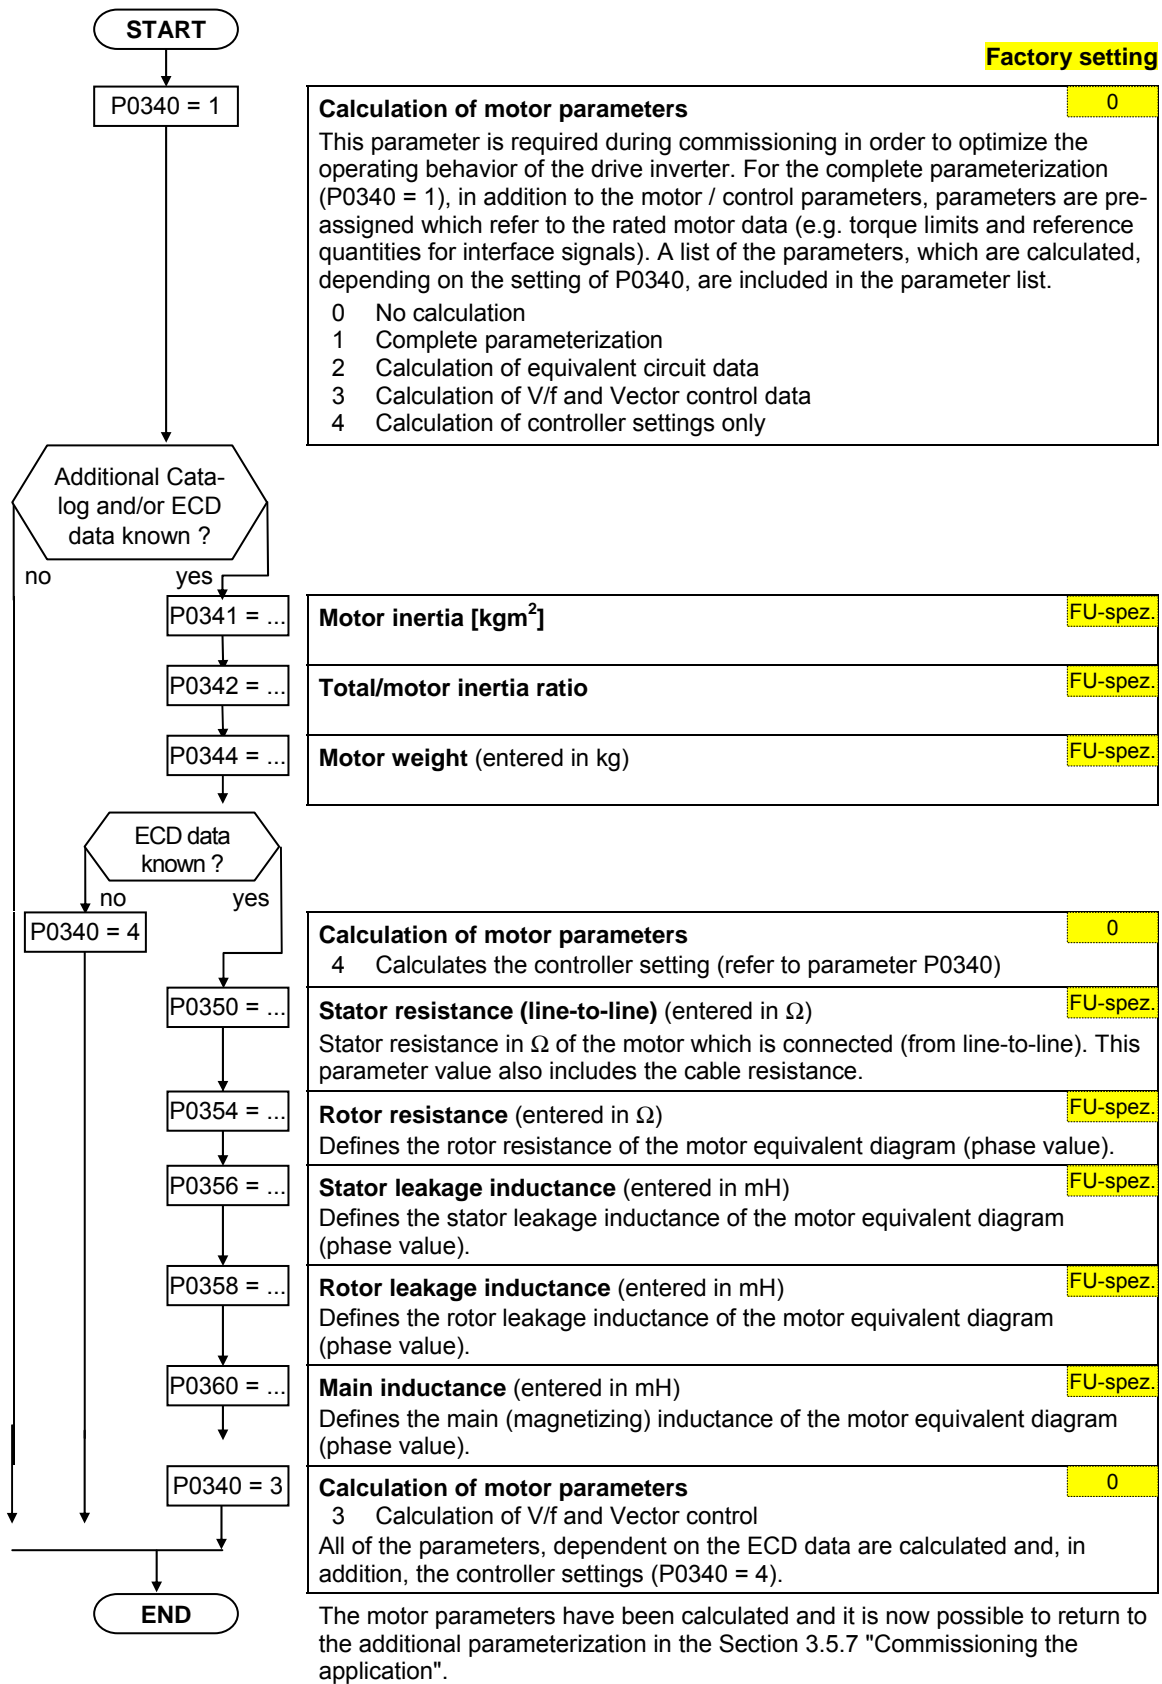 START
Factory setting
P0340 = 1
Calculation of motor parameters
0
This parameter is required during commissioning in order to optimize the
operating behavior of the drive inverter. For the complete parameterization
(P0340 = 1), in addition to the motor / control parameters, parameters are pre-
assigned which refer to the rated motor data (e.g. torque limits and reference
quantities for interface signals). A list of the parameters, which are calculated,
depending on the setting of P0340, are included in the parameter list.
0 No calculation
1 Complete parameterization
2 Calculation of equivalent circuit data
3 Calculation of V/f and Vector control data
4 Calculation of controller settings only
Additional Cata-
log and/or ECD
data known ?
no
yes
P0341 = ...
Motor inertia [kgm²]
FU-spez.
P0342 = ...
Total/motor inertia ratio
FU-spez.
P0344 = ...
Motor weight (entered in kg)
FU-spez.
ECD data
known ?
no
yes
P0340 = 4
Calculation of motor parameters
0
4 Calculates the controller setting (refer to parameter P0340)
P0350 = ...
Stator resistance (line-to-line) (entered in Ω)
FU-spez.
Stator resistance in Ω of the motor which is connected (from line-to-line). This
parameter value also includes the cable resistance.
P0354 = ...
Rotor resistance (entered in Ω)
FU-spez.
Defines the rotor resistance of the motor equivalent diagram (phase value).
P0356 = ...
Stator leakage inductance (entered in mH)
FU-spez.
Defines the stator leakage inductance of the motor equivalent diagram
(phase value).
P0358 = ...
Rotor leakage inductance (entered in mH)
FU-spez.
Defines the rotor leakage inductance of the motor equivalent diagram
(phase value).
P0360 = ...
Main inductance (entered in mH)
FU-spez.
Defines the main (magnetizing) inductance of the motor equivalent diagram
(phase value).
P0340 = 3
Calculation of motor parameters
0
3 Calculation of V/f and Vector control
All of the parameters, dependent on the ECD data are calculated and, in
addition, the controller settings (P0340 = 4).
END
The motor parameters have been calculated and it is now possible to return to
the additional parameterization in the Section 3.5.7 "Commissioning the
application".